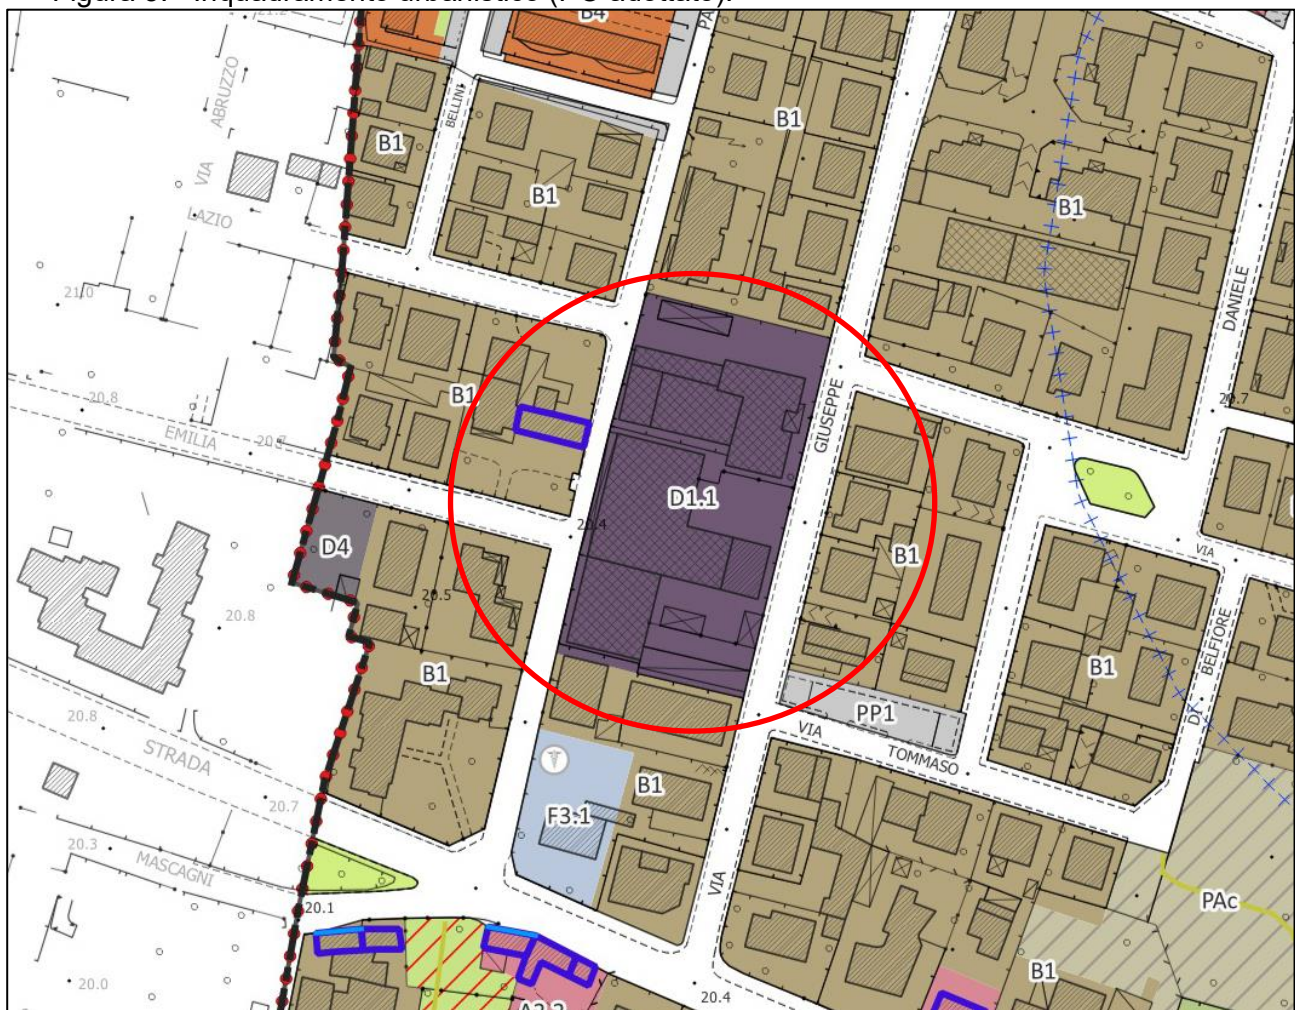 B4
PA
21.0
ABRUZZO
BELLINI
B1
B1
VIA
B1
B1
LAZIO
DANIELE
20.8
B1
GIUSEPPE
20.7
EMILIA
20.7
D1.1
20.4
D4
B1
VIA
20.5
20.8
BELFIORE
B1
B1
DI
20.8
PP1
VIA
TOMMASO
STRADA
B1
20.7
F3.1
20.3
MASCAGNI
VIA
PAc
20.1
B1
20.0
20.4